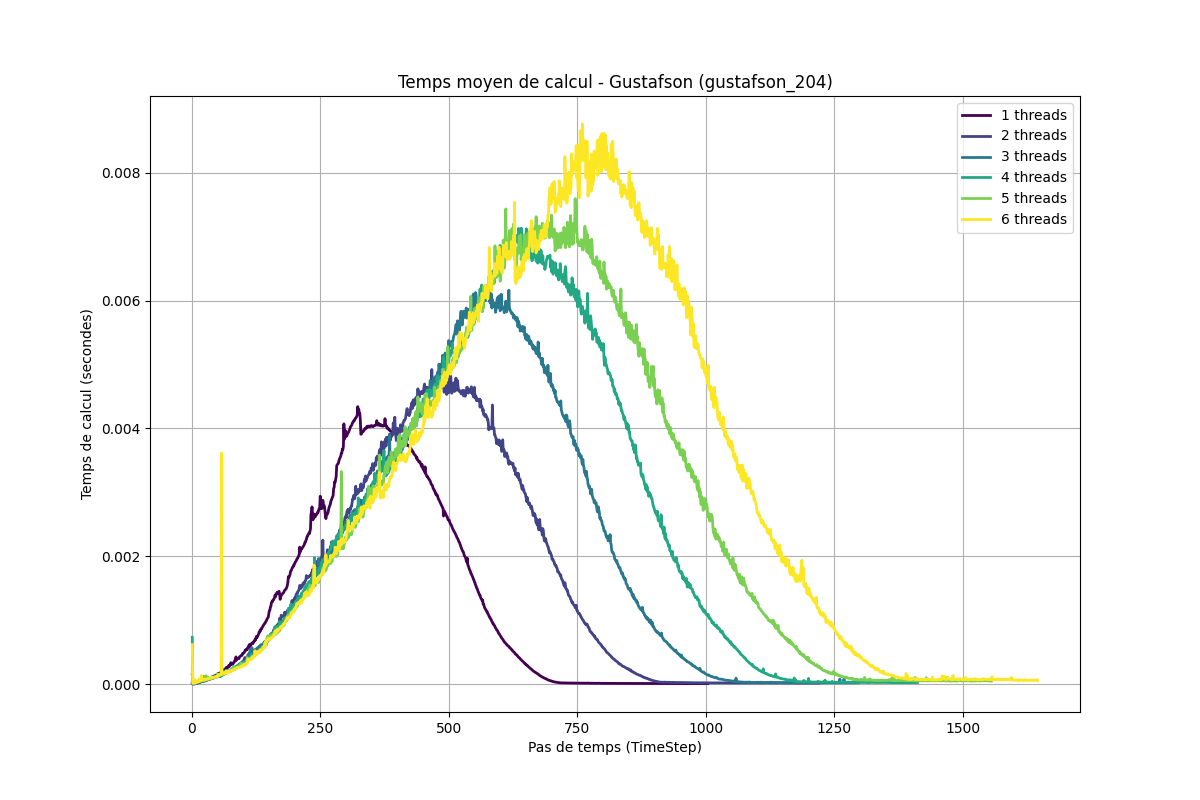 Temps moyen de calcul - Gustafson (gustafson_204)
1 threads
2 threads
3 threads
4 threads
5 threads
6 threads
Temps de calcul (secondes)
0.008
0.006
0.004
0.002
0.000
0
250
500
750
1000
1250
1500
Pas de temps (TimeStep)